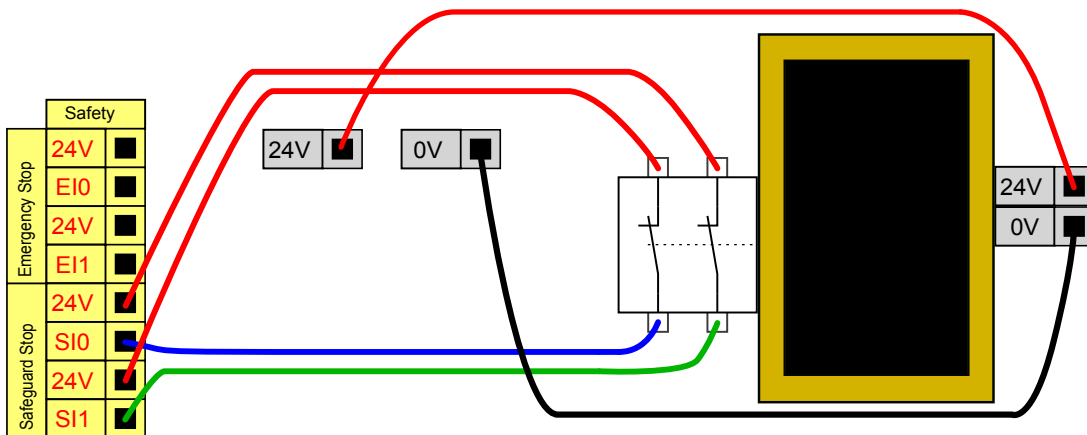 Safety
Emergency Stop
24V
EI0
24V
EI1
Safeguard Stop
24V
SI0
24V
SI1
24V
0V
24V
0V